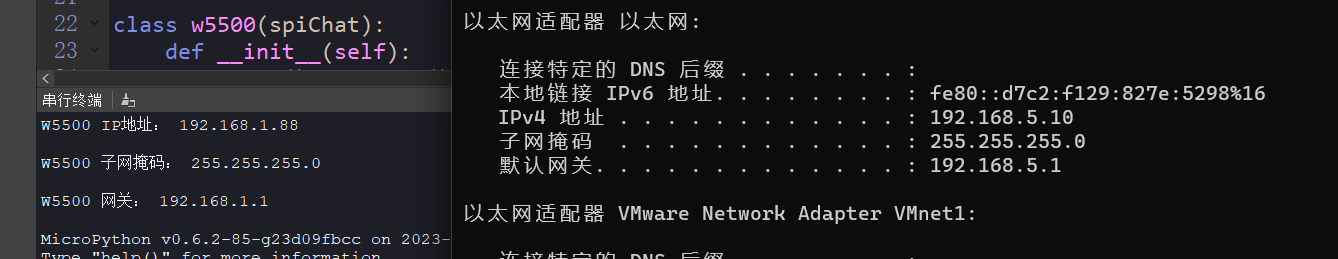 22 class w5500(spiChat):
23 def __init__(self):
串行终端
W5500 IP地址: 192.168.1.88
W5500 子网掩码: 255.255.255.0
W5500 网关: 192.168.1.1
MicroPython v0.6.2-85-g23d09fbcc on 2023-
Type "help()" for more information
以太网适配器 以太网:
连接特定的 DNS 后缀 . . . . . . . :
本地链接 IPv6 地址. . . . . . . . : fe80::d7c2:f129:827e:5298%16
IPv4 地址 . . . . . . . . . . . . : 192.168.5.10
子网掩码 . . . . . . . . . . . . : 255.255.255.0
默认网关. . . . . . . . . . . . . : 192.168.5.1
以太网适配器 VMware Network Adapter VMnet1:
连接特定的 DNS 后缀